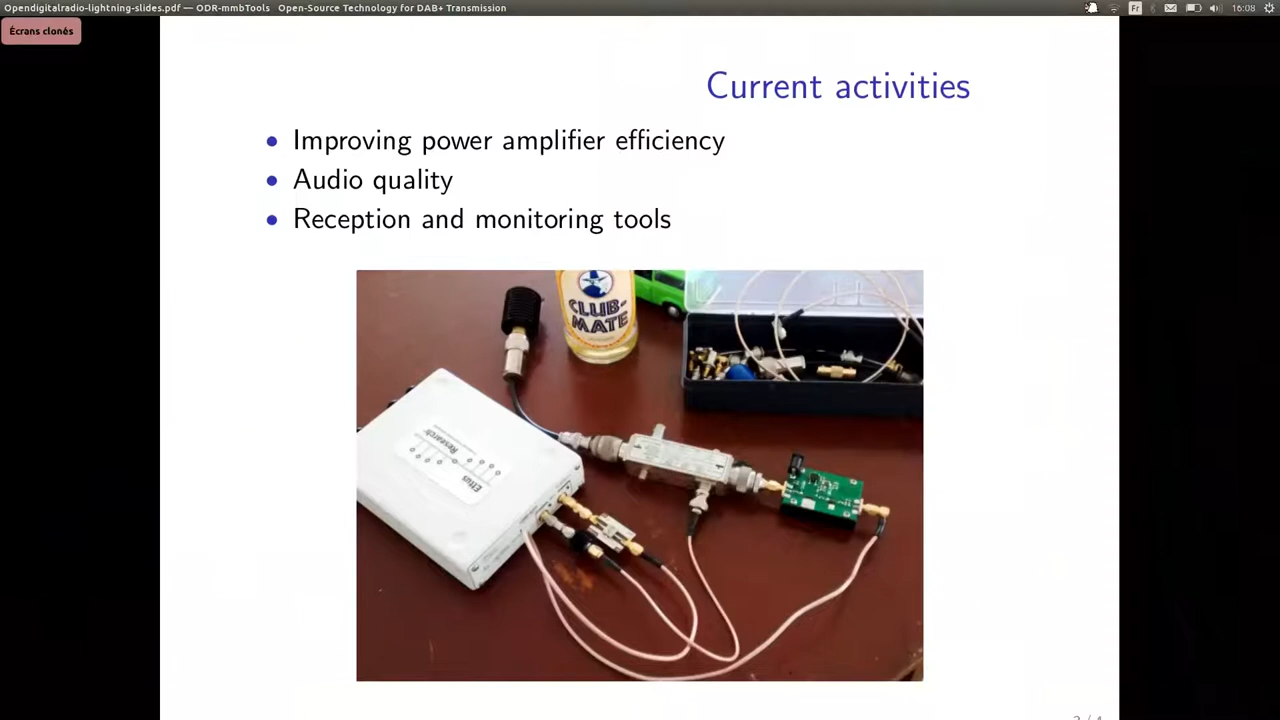 Opendigitalradio-lightning-slides.pdf — ODR-mmbTools   Open-Source Technology for DAB+ Transmission
Fr
16:08
Écrans clonés
Current activities
• Improving power amplifier efficiency
• Audio quality
• Reception and monitoring tools
CLUB-
MATE
Ettus
Research